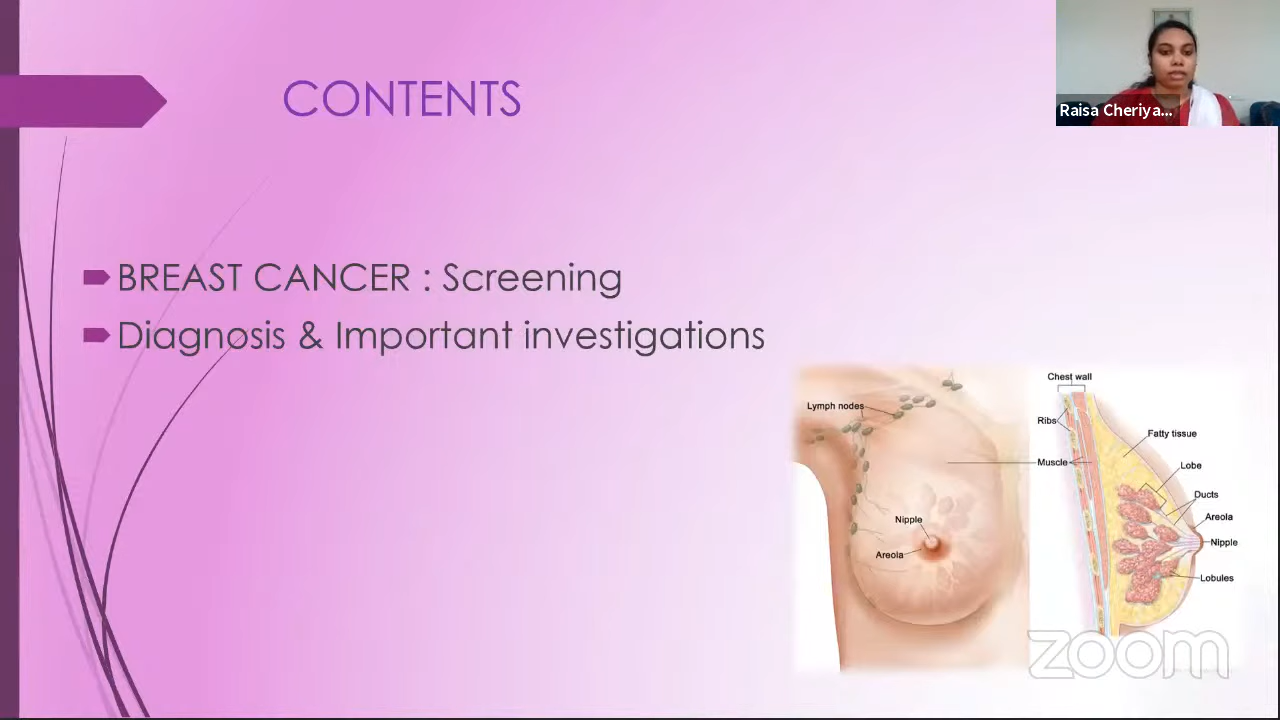 CONTENTS
Raisa Cheriya...
BREAST CANCER : Screening
Diagnosis & Important investigations
Chest wall
Lymph nodes
Ribs
Fatty tissue
Muscle
Lobe
Ducts
Areola
Nipple
Nipple
Areola
Lobules
zoom